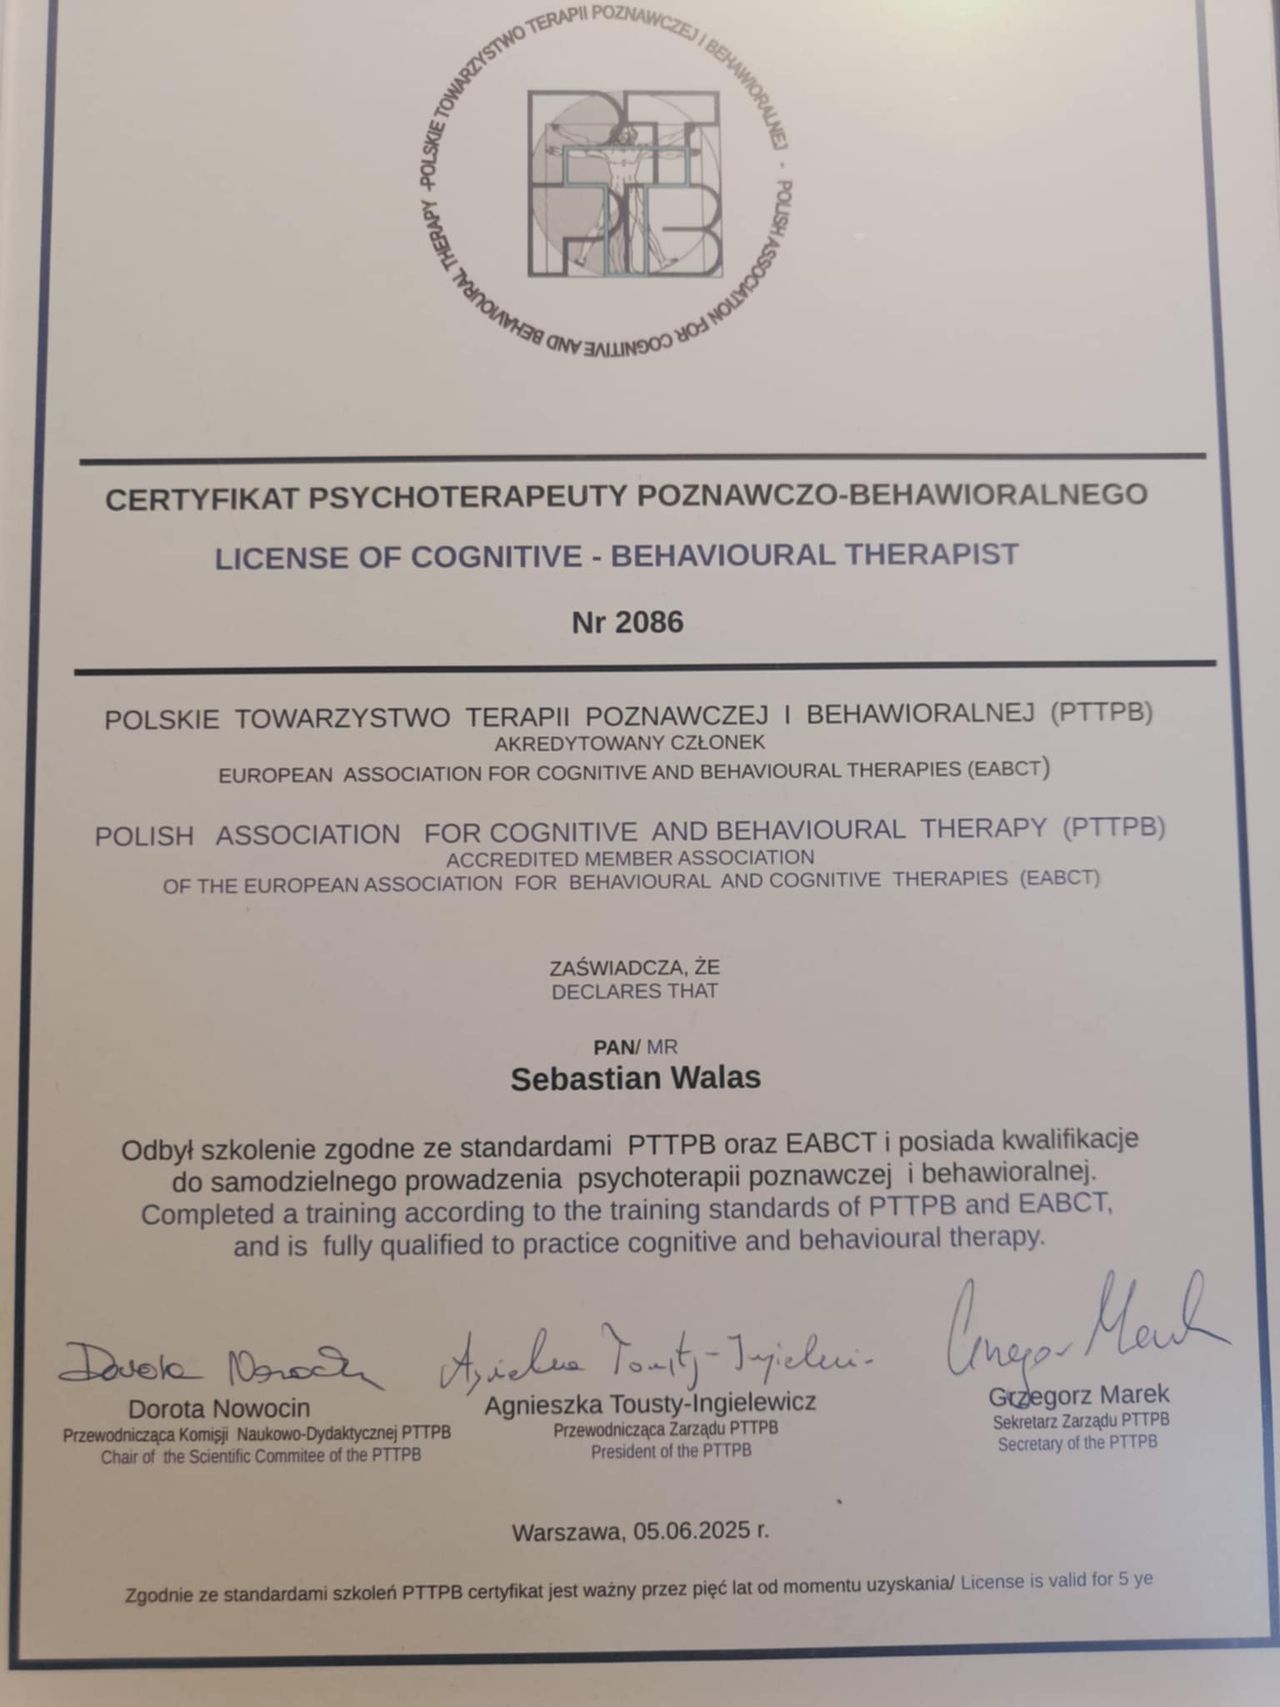 POLSKIE TOWARZYSTWO TERAPII POZNAWCZEJ I BEHAWIORALNEJ - POLISH ASSOCIATION FOR COGNITIVE AND BEHAVIOURAL THERAPY -
PTTPB
CERTYFIKAT PSYCHOTERAPEUTY POZNAWCZO-BEHAWIORALNEGO
LICENSE OF COGNITIVE - BEHAVIOURAL THERAPIST
Nr 2086
POLSKIE TOWARZYSTWO TERAPII POZNAWCZEJ I BEHAWIORALNEJ (PTTPB)
AKREDYTOWANY CZŁONEK
EUROPEAN ASSOCIATION FOR COGNITIVE AND BEHAVIOURAL THERAPIES (EABCT)
POLISH ASSOCIATION FOR COGNITIVE AND BEHAVIOURAL THERAPY (PTTPB)
ACCREDITED MEMBER ASSOCIATION
OF THE EUROPEAN ASSOCIATION FOR BEHAVIOURAL AND COGNITIVE THERAPIES (EABCT)
ZAŚWIADCZA, ŻE
DECLARES THAT
PAN/ MR
Sebastian Walas
Odbył szkolenie zgodne ze standardami PTTPB oraz EABCT i posiada kwalifikacje
do samodzielnego prowadzenia psychoterapii poznawczej i behawioralnej.
Completed a training according to the training standards of PTTPB and EABCT,
and is fully qualified to practice cognitive and behavioural therapy.
Dorota Nowocin Agnieszka Tousty-Ingielewicz Grzegorz Marek
Przewodnicząca Komisji Naukowo-Dydaktycznej PTTPB Przewodnicząca Zarządu PTTPB Sekretarz Zarządu PTTPB
Chair of the Scientific Commitee of the PTTPB President of the PTTPB Secretary of the PTTPB
Warszawa, 05.06.2025 r.
Zgodnie ze standardami szkoleń PTTPB certyfikat jest ważny przez pięć lat od momentu uzyskania/ License is valid for 5 ye